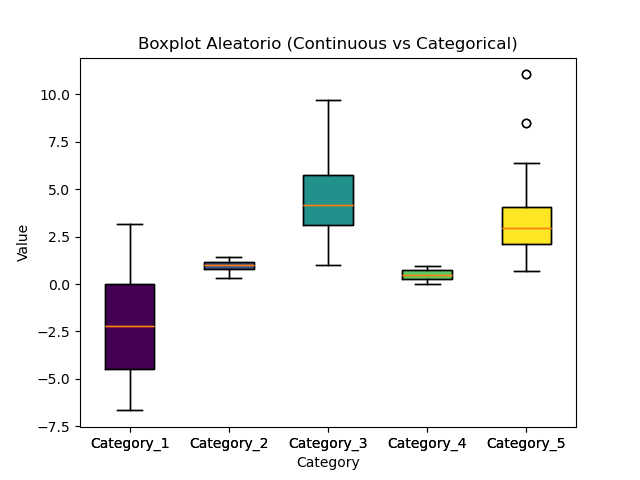 Boxplot Aleatorio (Continuous vs Categorical)
Value
10.0
7.5
5.0
2.5
0.0
−2.5
−5.0
−7.5
Category_1 Category_2 Category_3 Category_4 Category_5
Category